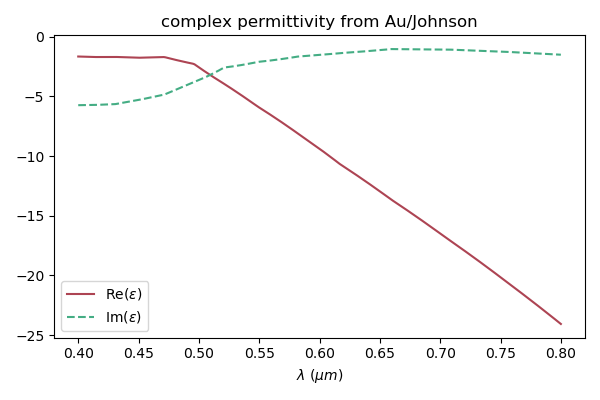 complex permittivity from Au/Johnson
0
−5
−10
−15
−20
−25
Re(ε)
Im(ε)
0.40 0.45 0.50 0.55 0.60 0.65 0.70 0.75 0.80
λ (μm)